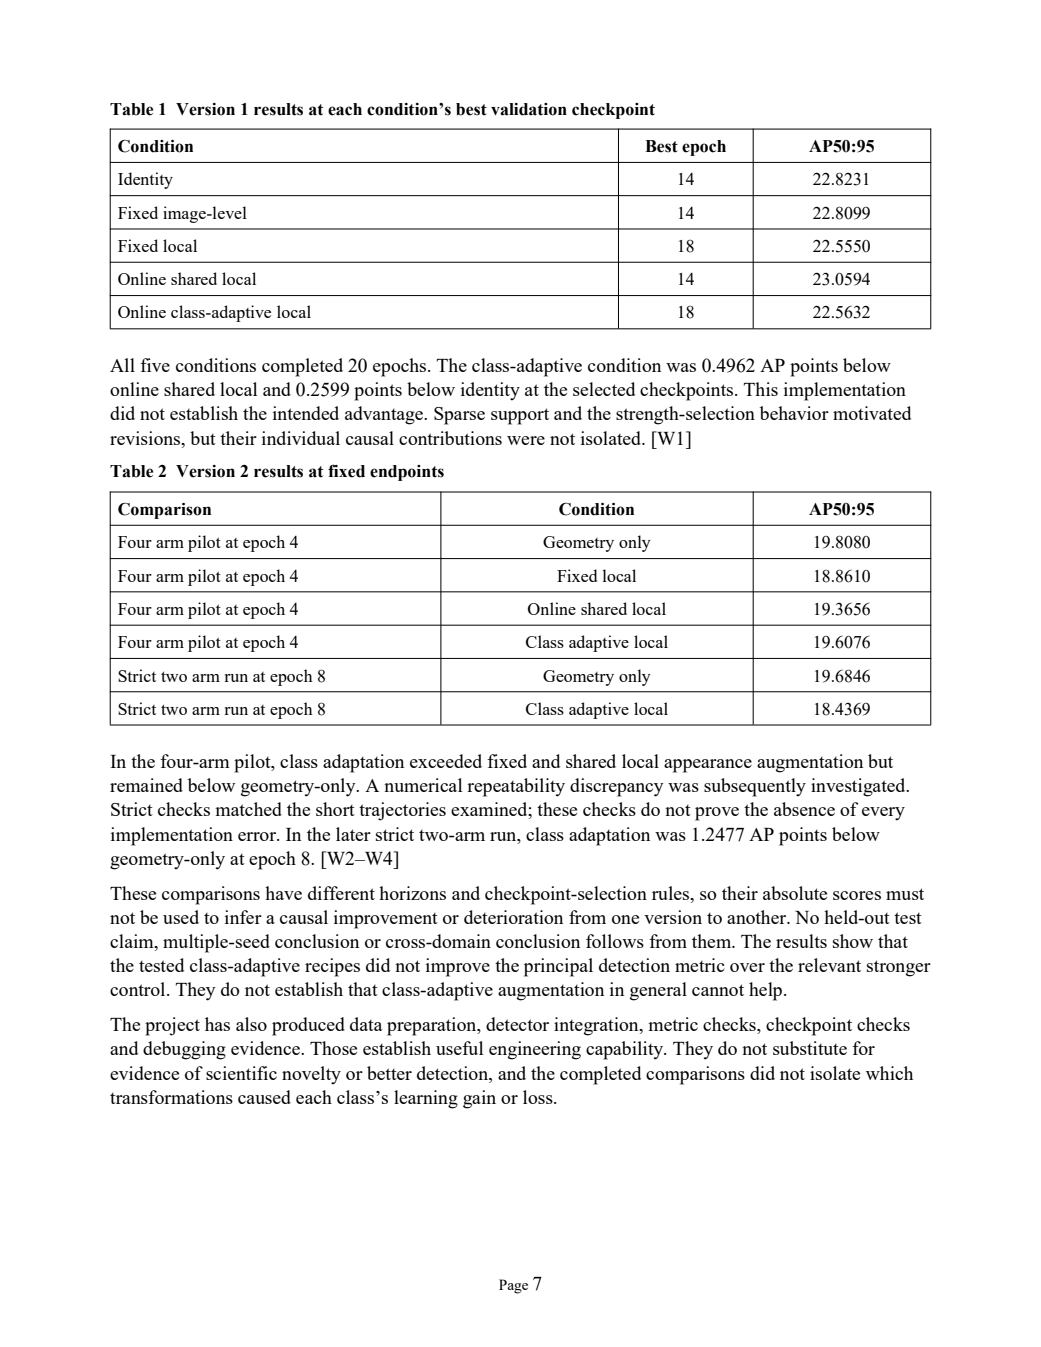 Table 1  Version 1 results at each condition’s best validation checkpoint
Condition Best epoch AP50:95
Identity 14 22.8231
Fixed image-level 14 22.8099
Fixed local 18 22.5550
Online shared local 14 23.0594
Online class-adaptive local 18 22.5632
All five conditions completed 20 epochs. The class-adaptive condition was 0.4962 AP points below
online shared local and 0.2599 points below identity at the selected checkpoints. This implementation
did not establish the intended advantage. Sparse support and the strength-selection behavior motivated
revisions, but their individual causal contributions were not isolated. [W1]
Table 2  Version 2 results at fixed endpoints
Comparison Condition AP50:95
Four arm pilot at epoch 4 Geometry only 19.8080
Four arm pilot at epoch 4 Fixed local 18.8610
Four arm pilot at epoch 4 Online shared local 19.3656
Four arm pilot at epoch 4 Class adaptive local 19.6076
Strict two arm run at epoch 8 Geometry only 19.6846
Strict two arm run at epoch 8 Class adaptive local 18.4369
In the four-arm pilot, class adaptation exceeded fixed and shared local appearance augmentation but
remained below geometry-only. A numerical repeatability discrepancy was subsequently investigated.
Strict checks matched the short trajectories examined; these checks do not prove the absence of every
implementation error. In the later strict two-arm run, class adaptation was 1.2477 AP points below
geometry-only at epoch 8. [W2–W4]
These comparisons have different horizons and checkpoint-selection rules, so their absolute scores must
not be used to infer a causal improvement or deterioration from one version to another. No held-out test
claim, multiple-seed conclusion or cross-domain conclusion follows from them. The results show that
the tested class-adaptive recipes did not improve the principal detection metric over the relevant stronger
control. They do not establish that class-adaptive augmentation in general cannot help.
The project has also produced data preparation, detector integration, metric checks, checkpoint checks
and debugging evidence. Those establish useful engineering capability. They do not substitute for
evidence of scientific novelty or better detection, and the completed comparisons did not isolate which
transformations caused each class’s learning gain or loss.
Page 7